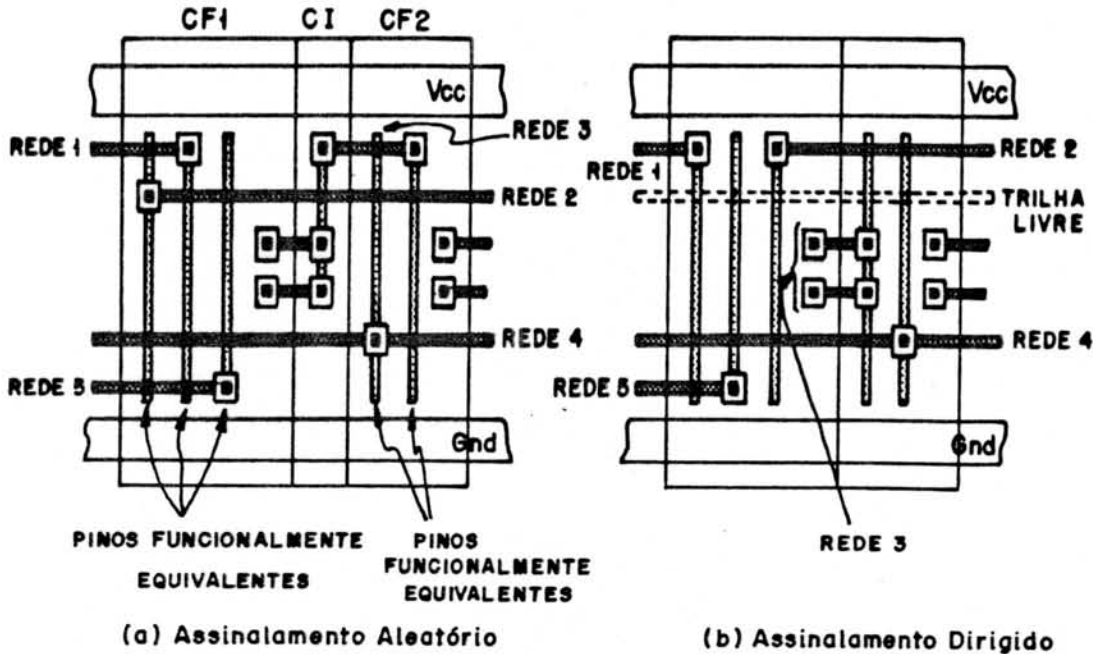 CF1 CI CF2
Vcc
REDE 1
REDE 3
REDE 2
REDE 4
REDE 5
Gnd
PINOS FUNCIONALMENTE
EQUIVALENTES
PINOS
FUNCIONALMENTE
EQUIVALENTES
(a) Assinalamento Aleatório
Vcc
REDE 1
REDE 2
TRILHA
LIVRE
REDE 4
REDE 5
Gnd
REDE 3
(b) Assinalamento Dirigido